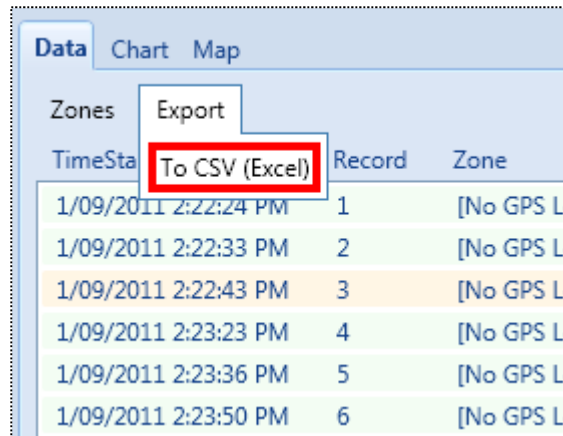 Data Chart Map
Zones Export
TimeSta To CSV (Excel) Record Zone
1/09/2011 2:22:24 PM 1 [No GPS L
1/09/2011 2:22:33 PM 2 [No GPS L
1/09/2011 2:22:43 PM 3 [No GPS L
1/09/2011 2:23:23 PM 4 [No GPS L
1/09/2011 2:23:36 PM 5 [No GPS L
1/09/2011 2:23:50 PM 6 [No GPS L